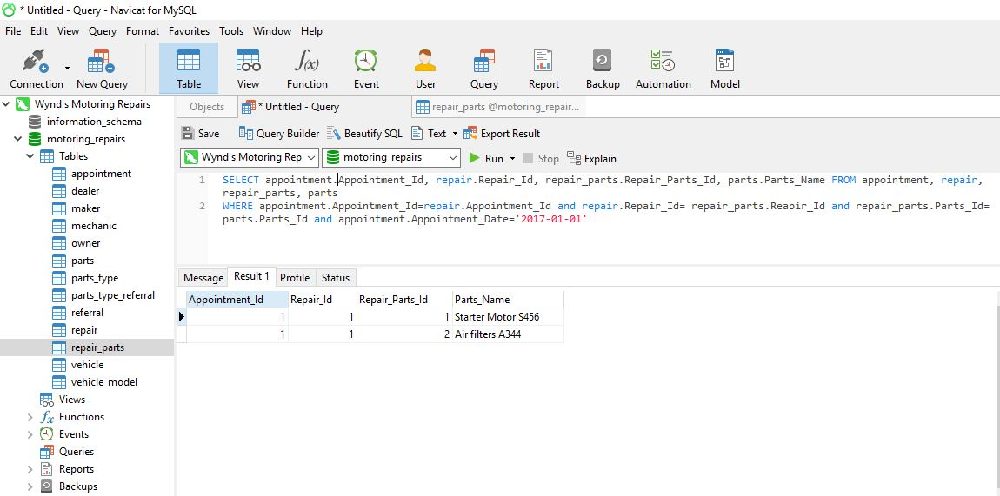 * Untitled - Query - Navicat for MySQL
File Edit View Query Format Favorites Tools Window Help
Connection New Query Table View Function Event User Query Report Backup Automation Model
f(x)
Wynd's Motoring Repairs
information_schema
motoring_repairs
Tables
appointment
dealer
maker
mechanic
owner
parts
parts_type
parts_type_referral
referral
repair
repair_parts
vehicle
vehicle_model
Views
fx Functions
Events
Queries
Reports
Backups
Objects * Untitled - Query repair_parts @motoring_repair...
Save Query Builder Beautify SQL Text Export Result
Wynd's Motoring Rep motoring_repairs Run Stop Explain
1 SELECT appointment.Appointment_Id, repair.Repair_Id, repair_parts.Repair_Parts_Id, parts.Parts_Name FROM appointment, repair,
repair_parts, parts
2 WHERE appointment.Appointment_Id=repair.Appointment_Id and repair.Repair_Id= repair_parts.Reapir_Id and repair_parts.Parts_Id=
parts.Parts_Id and appointment.Appointment_Date='2017-01-01'
Message Result 1 Profile Status
Appointment_Id Repair_Id Repair_Parts_Id Parts_Name
1 1 1 Starter Motor S456
1 1 2 Air filters A344